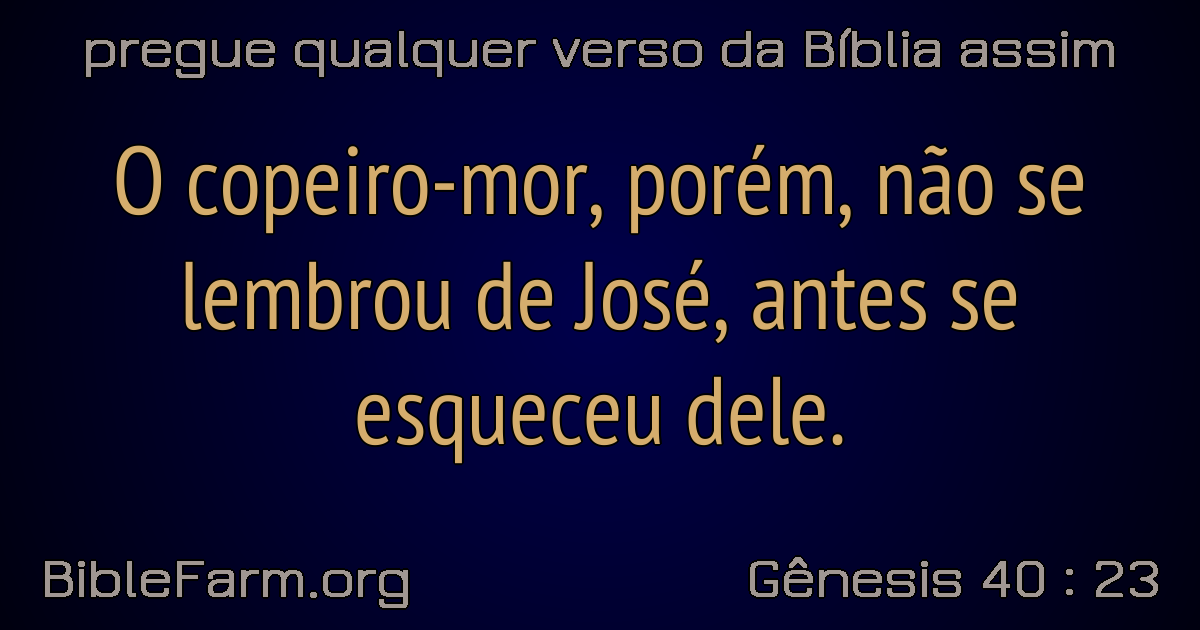 pregue qualquer verso da Bíblia assim
O copeiro-mor, porém, não se
lembrou de José, antes se
esqueceu dele.
BibleFarm.org
Gênesis 40 : 23